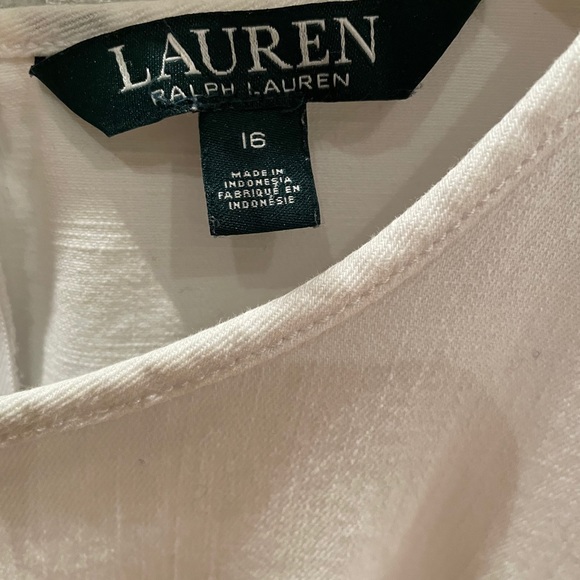 LAUREN
RALPH LAUREN
16
MADE IN
INDONESIA
FABRIQUÉ EN
INDONÉSIE